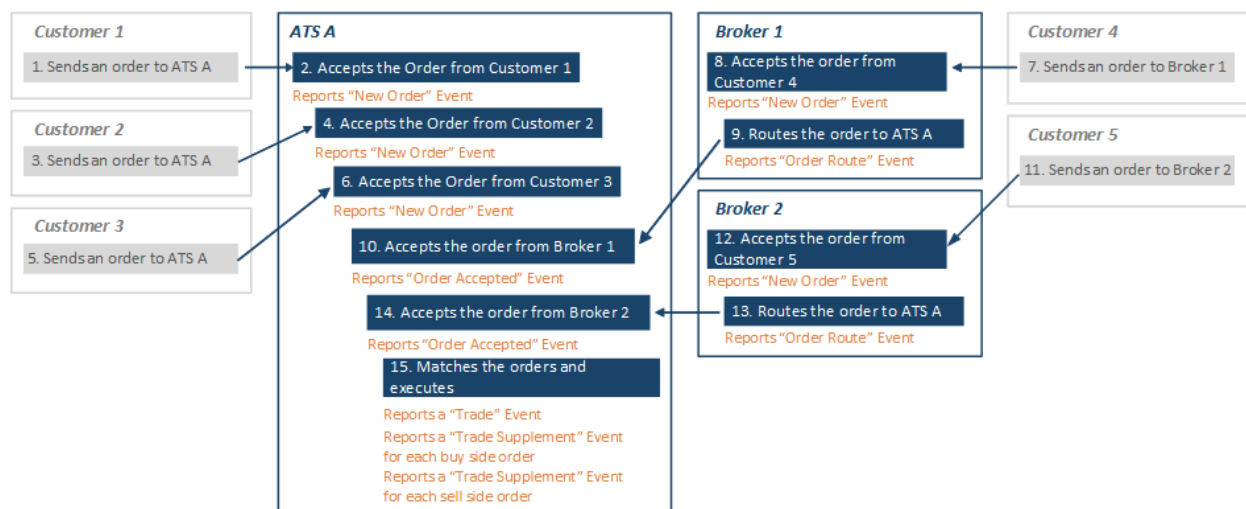 Customer 1
1. Sends an order to ATS A
Customer 2
3. Sends an order to ATS A
Customer 3
5. Sends an order to ATS A
ATS A
2. Accepts the Order from Customer 1
Reports “New Order” Event
4. Accepts the Order from Customer 2
Reports “New Order” Event
6. Accepts the Order from Customer 3
Reports “New Order” Event
10. Accepts the order from Broker 1
Reports “Order Accepted” Event
14. Accepts the order from Broker 2
Reports “Order Accepted” Event
15. Matches the orders and
executes
Reports a “Trade” Event
Reports a “Trade Supplement” Event
for each buy side order
Reports a “Trade Supplement” Event
for each sell side order
Broker 1
8. Accepts the order from
Customer 4
Reports “New Order” Event
9. Routes the order to ATS A
Reports “Order Route” Event
Broker 2
12. Accepts the order from
Customer 5
Reports “New Order” Event
13. Routes the order to ATS A
Reports “Order Route” Event
Customer 4
7. Sends an order to Broker 1
Customer 5
11. Sends an order to Broker 2